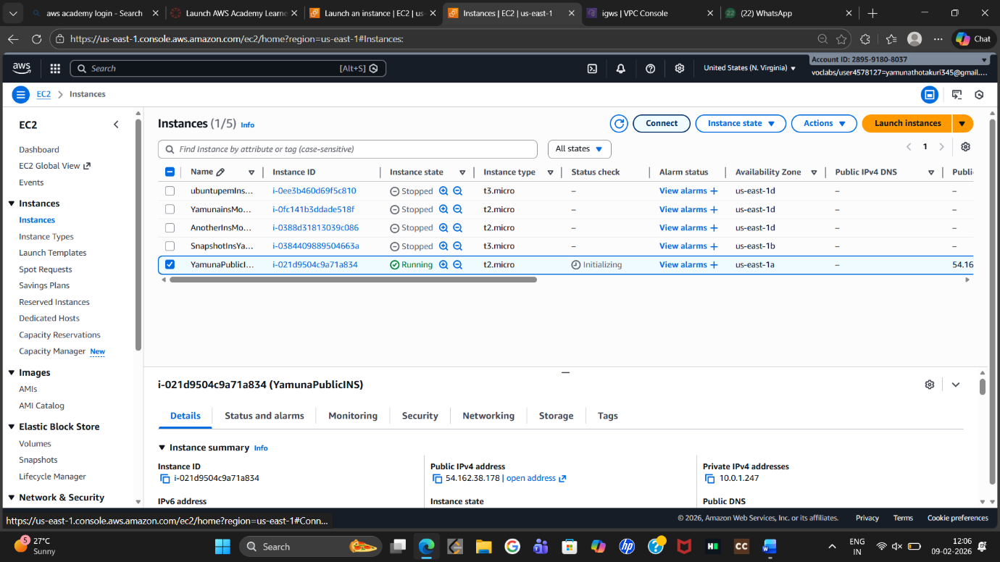 aws academy login - Search
Launch AWS Academy Learne
Launch an instance | EC2 | us-
Instances | EC2 | us-east-1
igws | VPC Console
22
(22) WhatsApp
https://us-east-1.console.aws.amazon.com/ec2/home?region=us-east-1#Instances:
Chat
aws
Search
[Alt+S]
United States (N. Virginia)
Account ID: 2895-9180-8037
voclabs/user4578127=yamunathotakuri345@gmail....
EC2
Instances
EC2
Dashboard
EC2 Global View
Events
Instances
Instances
Instance Types
Launch Templates
Spot Requests
Savings Plans
Reserved Instances
Dedicated Hosts
Capacity Reservations
Capacity Manager New
Images
AMIs
AMI Catalog
Elastic Block Store
Volumes
Snapshots
Lifecycle Manager
Network & Security
Instances (1/5) Info
Connect
Instance state
Actions
Launch instances
Find Instance by attribute or tag (case-sensitive)
All states
1
Name Instance ID Instance state Instance type Status check Alarm status Availability Zone Public IPv4 DNS Publi
ubuntupemIns... i-0ee3b460d69f5c810 Stopped t3.micro – View alarms + us-east-1d – –
YamunainsMo... i-0fc141b3ddade518f Stopped t2.micro – View alarms + us-east-1d – –
AnotherInsMo... i-0388d31813039c086 Stopped t2.micro – View alarms + us-east-1d – –
SnapshotInsYa... i-0384409889504663a Stopped t3.micro – View alarms + us-east-1b – –
YamunaPublicI... i-021d9504c9a71a834 Running t2.micro Initializing View alarms + us-east-1a – 54.16
i-021d9504c9a71a834 (YamunaPublicINS)
Details
Status and alarms
Monitoring
Security
Networking
Storage
Tags
Instance summary Info
Instance ID
i-021d9504c9a71a834
Public IPv4 address
54.162.38.178 | open address
Private IPv4 addresses
10.0.1.247
IPv6 address
Instance state
Public DNS
https://us-east-1.console.aws.amazon.com/ec2/home?region=us-east-1#Conn...
© 2026, Amazon Web Services, Inc. or its affiliates.
Privacy
Terms
Cookie preferences
5
27°C
Sunny
Search
CC
ENG
IN
12:06
09-02-2026